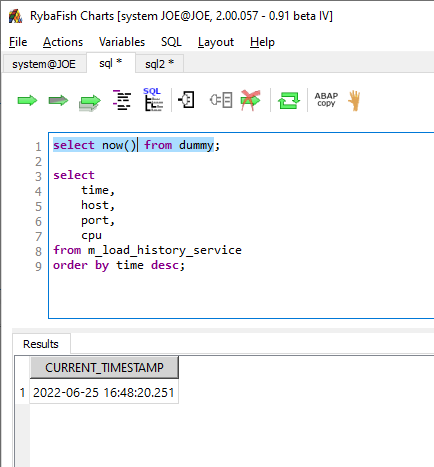 RybaFish Charts [system JOE@JOE, 2.00.057 - 0.91 beta IV]
File Actions Variables SQL Layout Help
system@JOE sql * sql2 *
SQL ABAP copy
1 select now() from dummy;
2
3 select
4 time,
5 host,
6 port,
7 cpu
8 from m_load_history_service
9 order by time desc;
Results
CURRENT_TIMESTAMP
1 2022-06-25 16:48:20.251